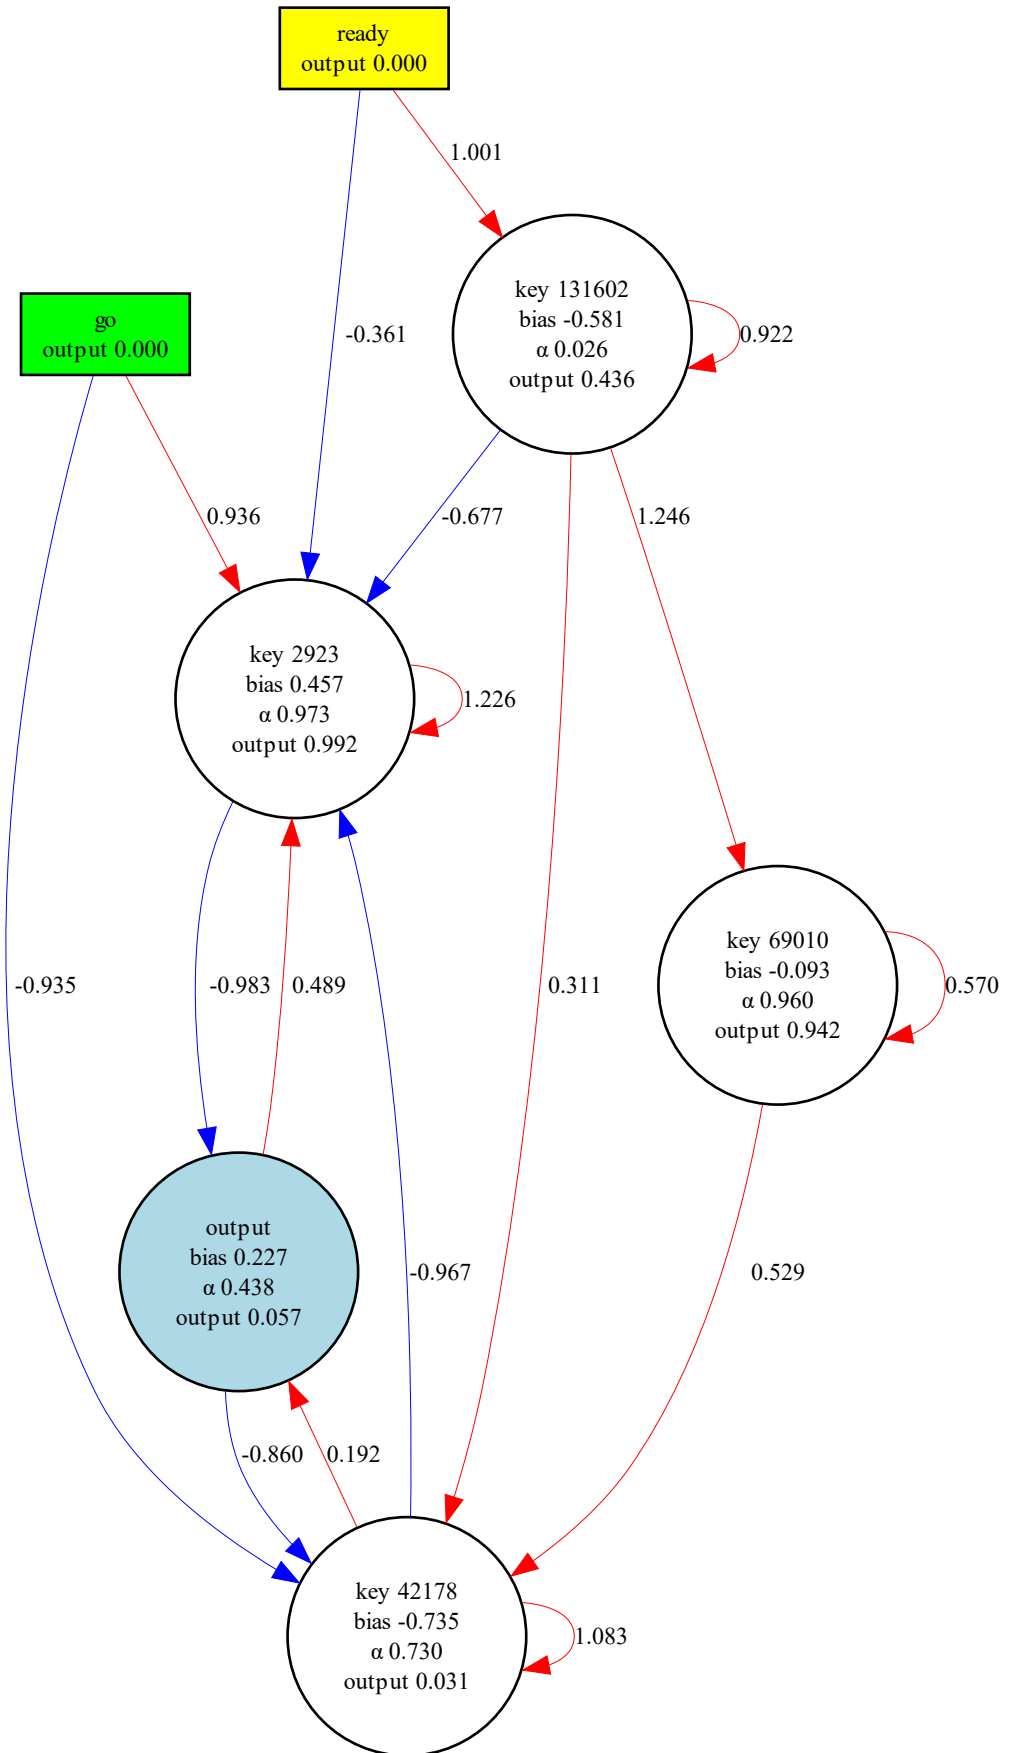 ready
output 0.000
1.001
key 131602
bias -0.581
α 0.026
output 0.436
0.922
go
output 0.000
-0.361
0.936
-0.677
1.246
key 2923
bias 0.457
α 0.973
output 0.992
1.226
key 69010
bias -0.093
α 0.960
output 0.942
0.570
-0.935
-0.983
0.489
0.311
output
bias 0.227
α 0.438
output 0.057
-0.967
0.529
-0.860
0.192
key 42178
bias -0.735
α 0.730
output 0.031
1.083